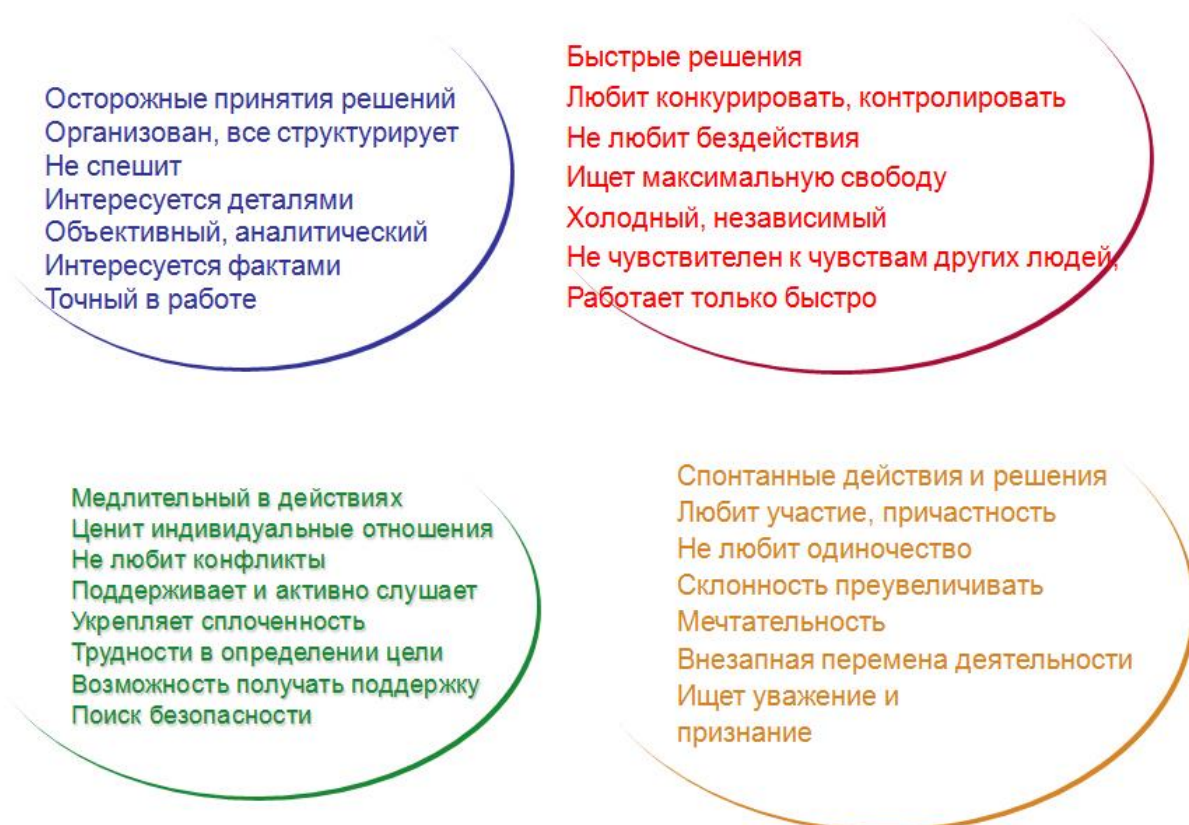 Осторожные принятия решений
Организован, все структурирует
Не спешит
Интересуется деталями
Объективный, аналитический
Интересуется фактами
Точный в работе
Быстрые решения
Любит конкурировать, контролировать
Не любит бездействия
Ищет максимальную свободу
Холодный, независимый
Не чувствителен к чувствам других людей,
Работает только быстро
Медлительный в действиях
Ценит индивидуальные отношения
Не любит конфликты
Поддерживает и активно слушает
Укрепляет сплоченность
Трудности в определении цели
Возможность получать поддержку
Поиск безопасности
Спонтанные действия и решения
Любит участие, причастность
Не любит одиночество
Склонность преувеличивать
Мечтательность
Внезапная перемена деятельности
Ищет уважение и
признание